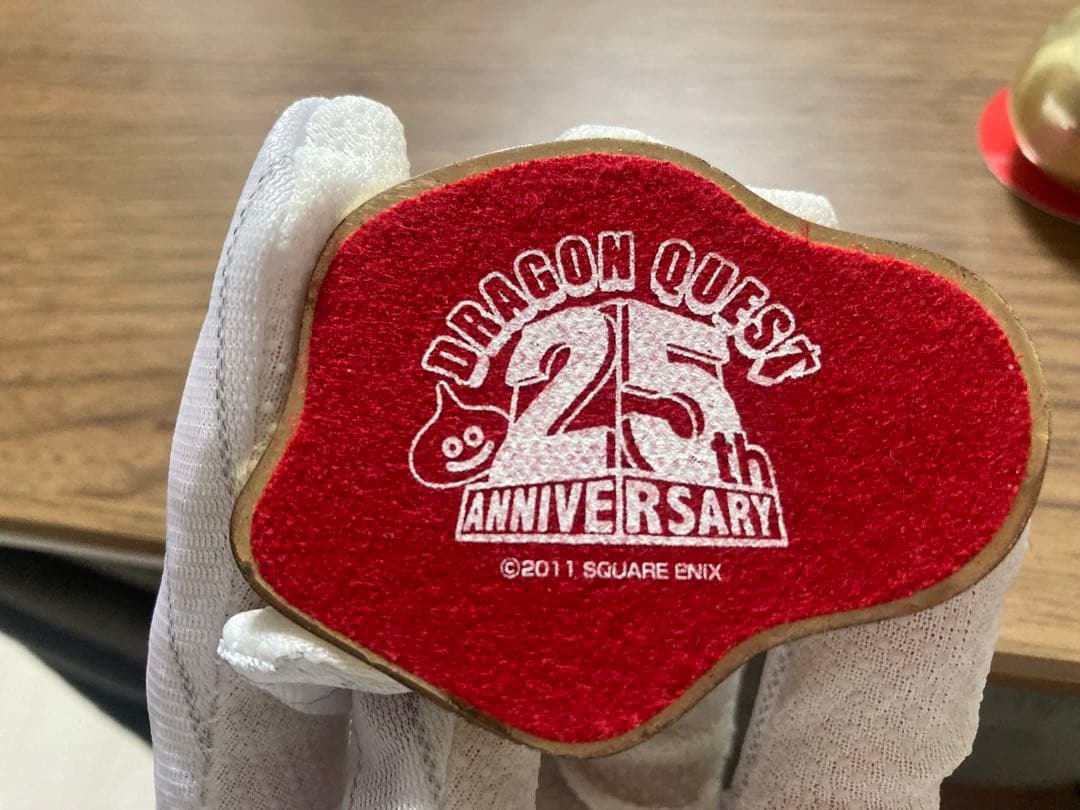 DRAGON QUEST
25th
ANNIVERSARY
©2011 SQUARE ENIX